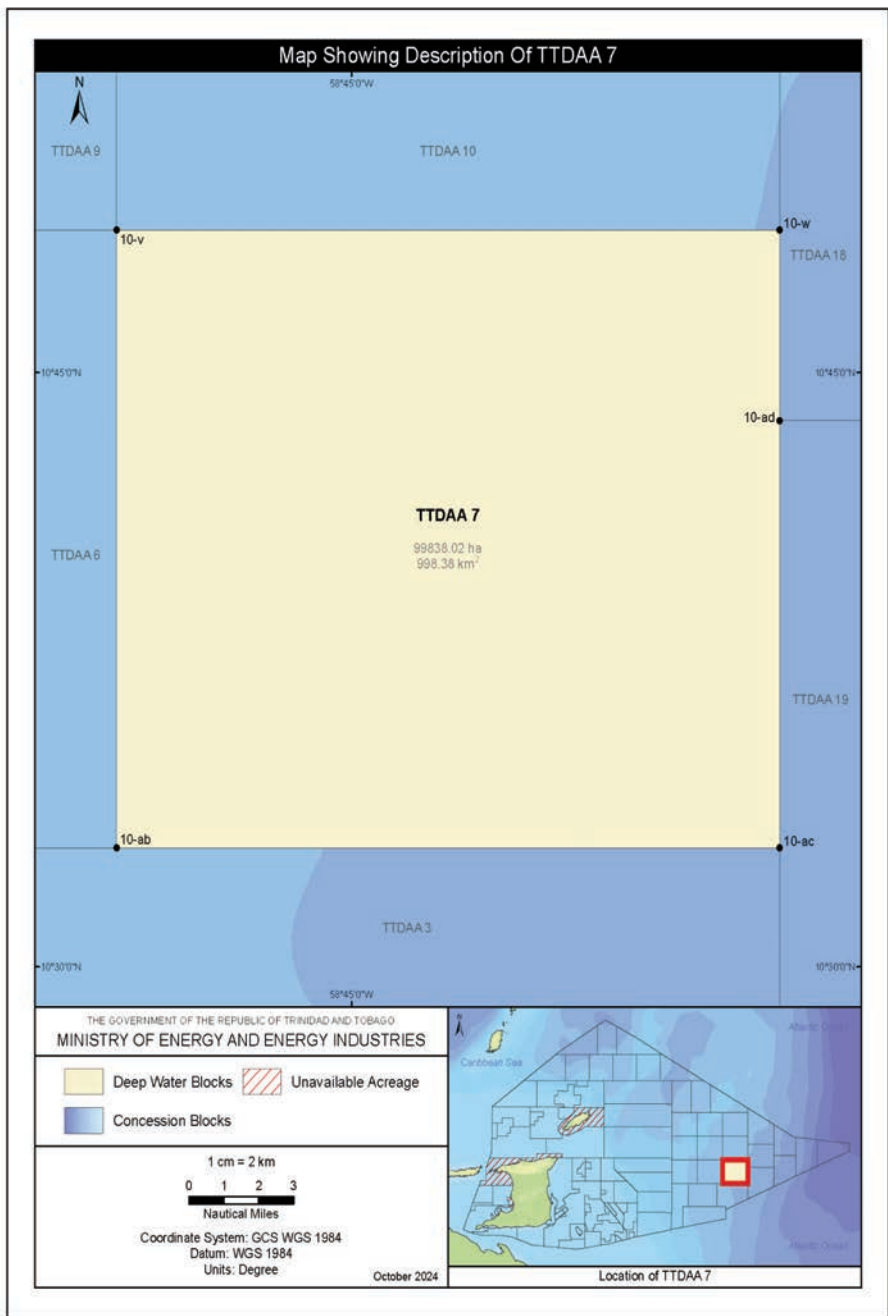 Map Showing Description Of TTDAA 7
N
58°45'0"W
TTDAA 9
TTDAA 10
10-v
10-w
TTDAA 18
10°45'0"N
10°45'0"N
10-ad
TTDAA 7
99838.02 ha
998.38 km²
TTDAA 6
TTDAA 19
10-ab
10-ac
TTDAA 3
10°30'0"N
10°30'0"N
58°45'0"W
THE GOVERNMENT OF THE REPUBLIC OF TRINIDAD AND TOBAGO
MINISTRY OF ENERGY AND ENERGY INDUSTRIES
Deep Water Blocks
Unavailable Acreage
Concession Blocks
1 cm = 2 km
0 1 2 3
Nautical Miles
Coordinate System: GCS WGS 1984
Datum: WGS 1984
Units: Degree
October 2024
N
Caribbean Sea
Atlantic Ocean
Atlantic Ocean
Location of TTDAA 7